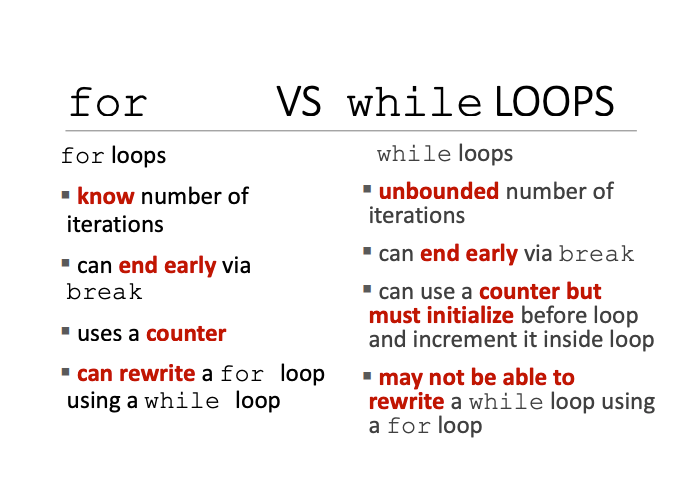 for VS while LOOPS
for loops
▪ know number of
iterations
▪ can end early via
break
▪ uses a counter
▪ can rewrite a for loop
using a while loop
while loops
▪ unbounded number of
iterations
▪ can end early via break
▪ can use a counter but
must initialize before loop
and increment it inside loop
▪ may not be able to
rewrite a while loop using
a for loop